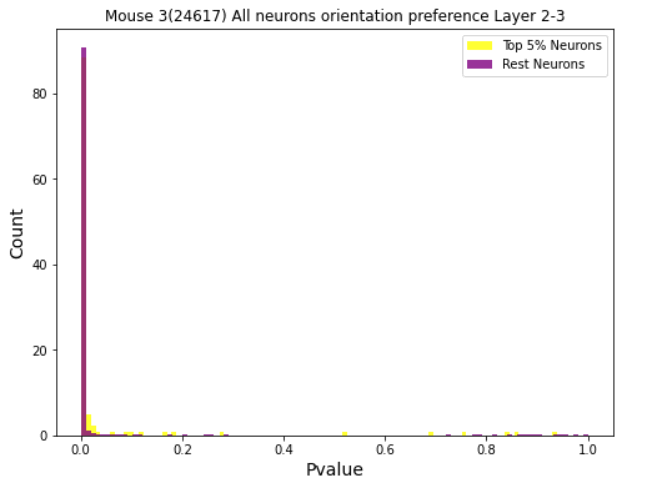 Mouse 3(24617) All neurons orientation preference Layer 2-3
Top 5% Neurons
Rest Neurons
80
60
40
20
0
Count
0.0 0.2 0.4 0.6 0.8 1.0
Pvalue